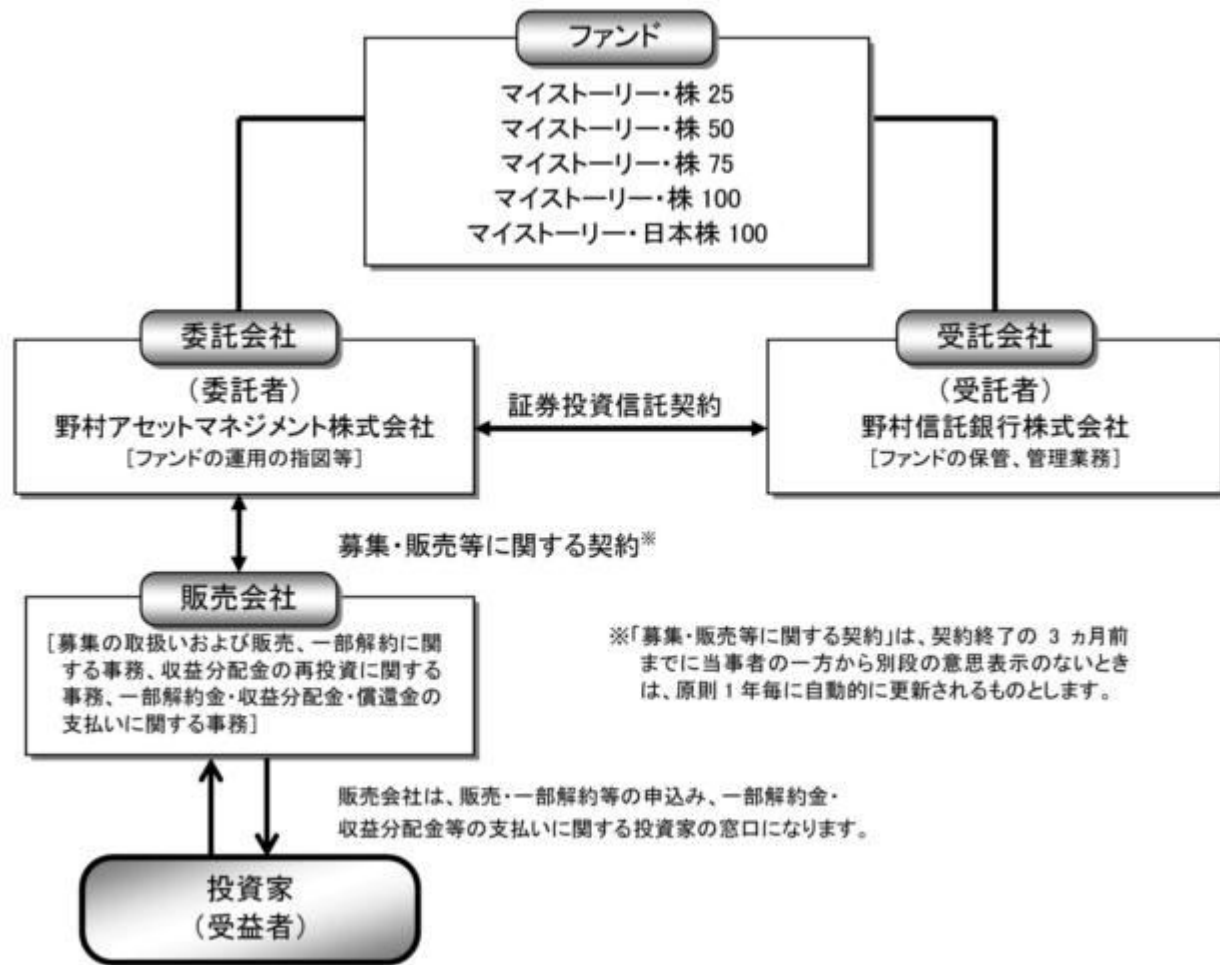 ファンド
マイストーリー・株 25
マイストーリー・株 50
マイストーリー・株 75
マイストーリー・株 100
マイストーリー・日本株 100
委託会社
(委託者)
野村アセットマネジメント株式会社
[ファンドの運用の指図等]
証券投資信託契約
受託会社
(受託者)
野村信託銀行株式会社
[ファンドの保管、管理業務]
募集・販売等に関する契約※
販売会社
[募集の取扱いおよび販売、一部解約に関
する事務、収益分配金の再投資に関する
事務、一部解約金・収益分配金・償還金の
支払いに関する事務]
※「募集・販売等に関する契約」は、契約終了の 3 ヵ月前
までに当事者の一方から別段の意思表示のないとき
は、原則 1 年毎に自動的に更新されるものとします。
販売会社は、販売・一部解約等の申込み、一部解約金・
収益分配金等の支払いに関する投資家の窓口になります。
投資家
(受益者)